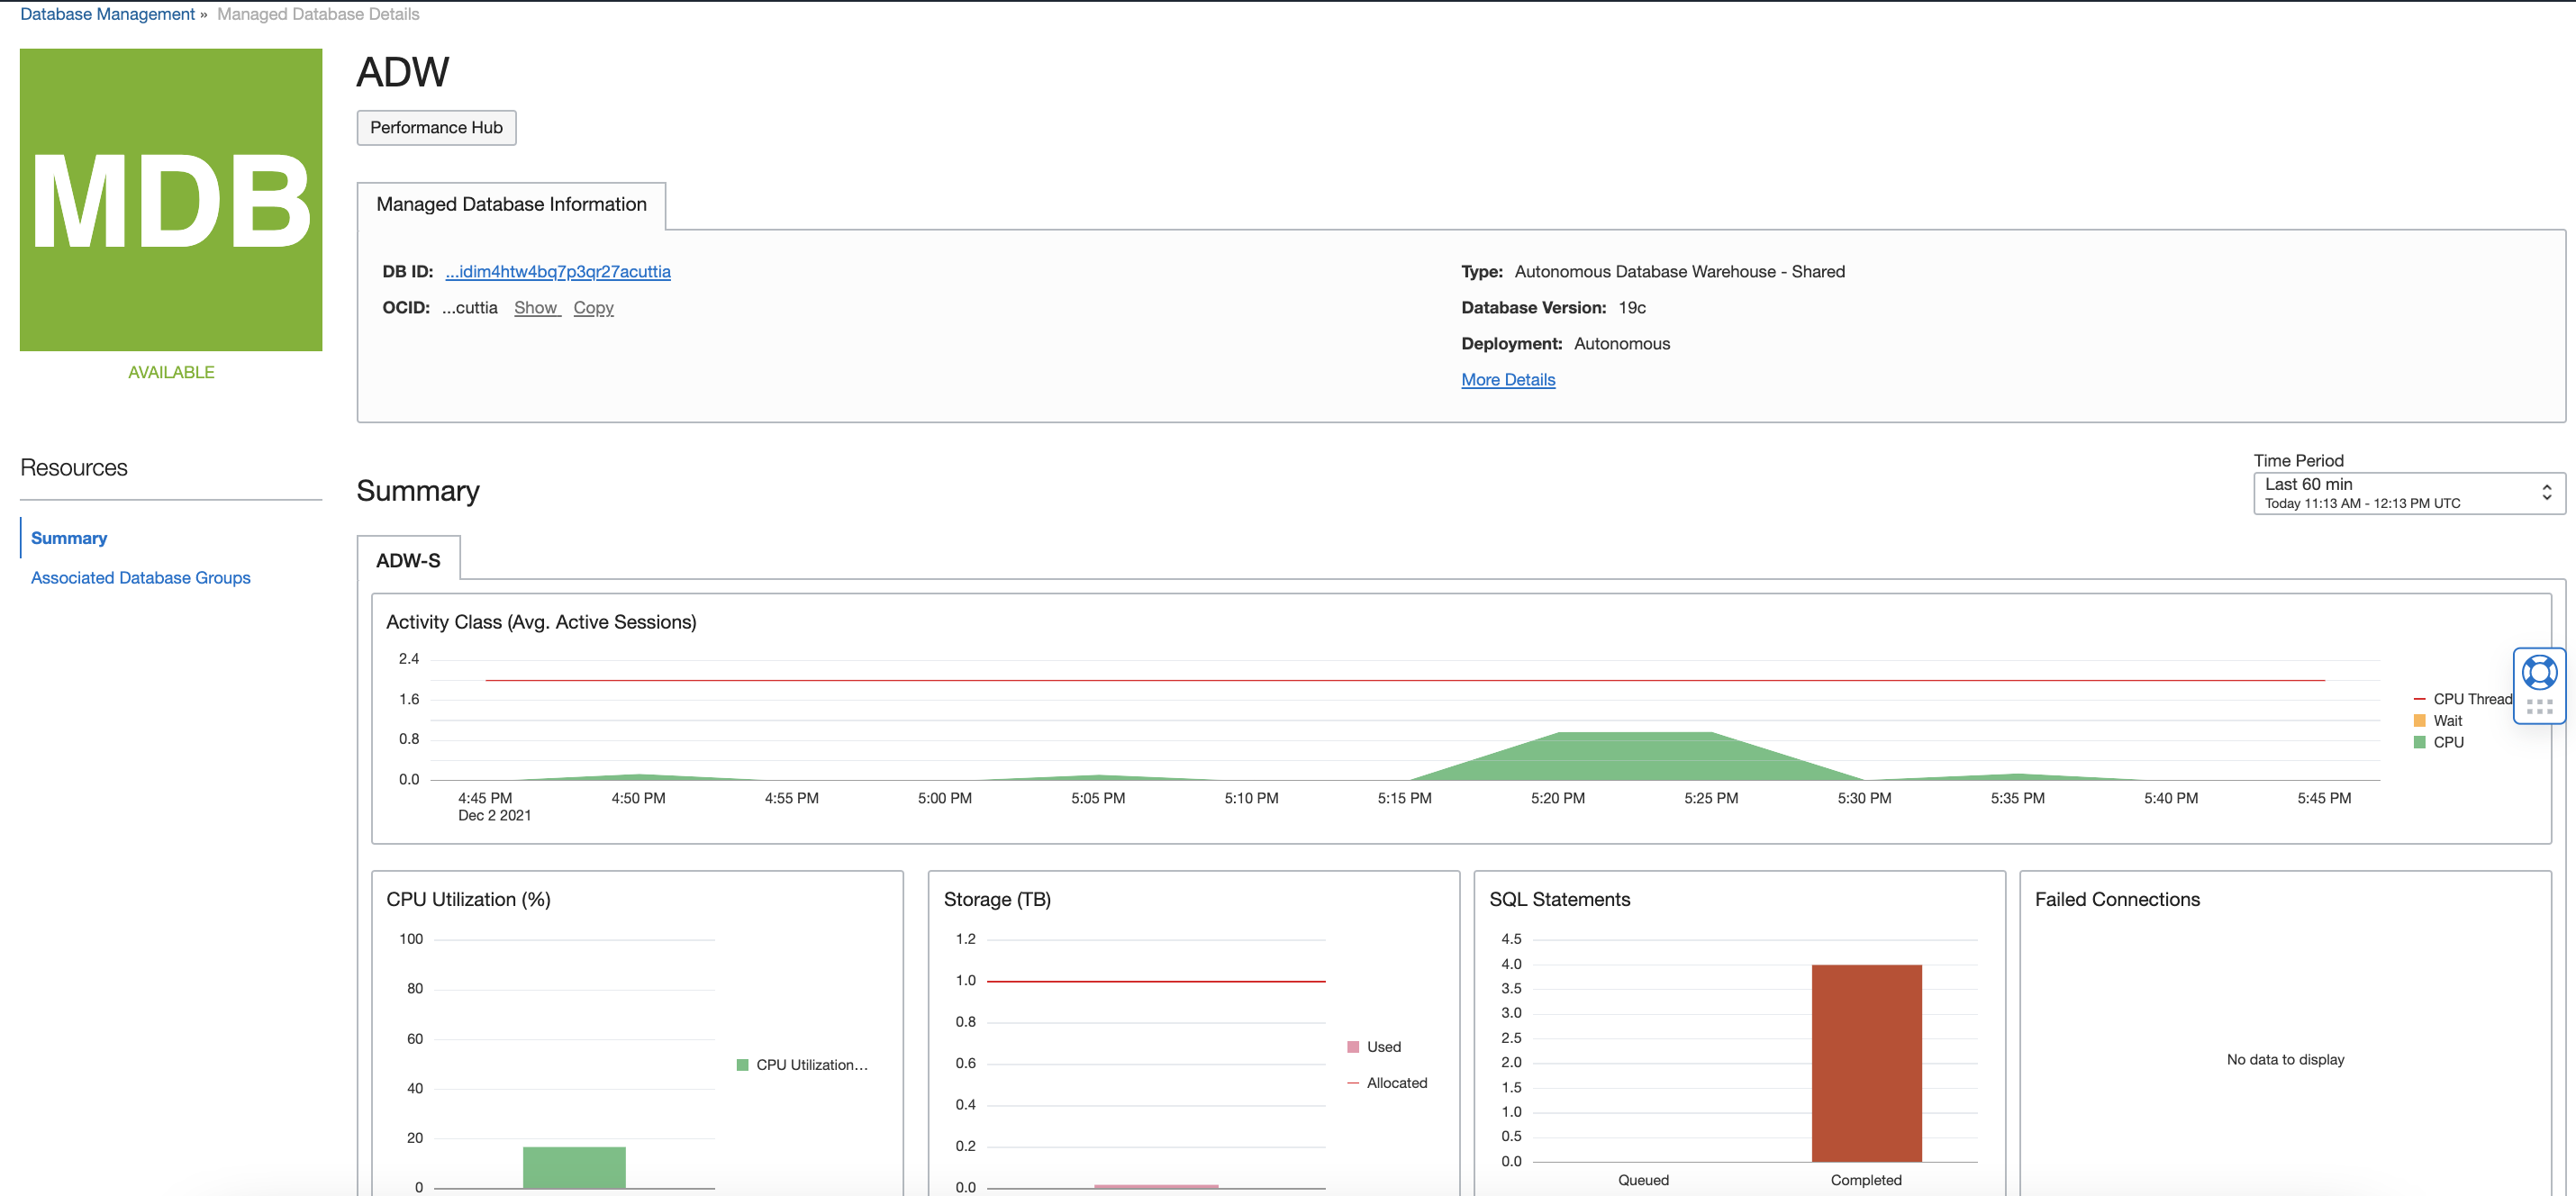 Database Management » Managed Database Details
MDB
AVAILABLE
ADW
Performance Hub
Managed Database Information
DB ID: ...idim4htw4bq7p3qr27acuttia
OCID: ...cuttia Show Copy
Type: Autonomous Database Warehouse - Shared
Database Version: 19c
Deployment: Autonomous
More Details
Resources
Summary
Associated Database Groups
Summary
Time Period
Last 60 min
Today 11:13 AM - 12:13 PM UTC
ADW-S
Activity Class (Avg. Active Sessions)
2.4
1.6
0.8
0.0
4:45 PM 4:50 PM 4:55 PM 5:00 PM 5:05 PM 5:10 PM 5:15 PM 5:20 PM 5:25 PM 5:30 PM 5:35 PM 5:40 PM 5:45 PM
Dec 2 2021
CPU Thread
Wait
CPU
CPU Utilization (%)
100
80
60
40
20
0
CPU Utilization...
Storage (TB)
1.2
1.0
0.8
0.6
0.4
0.2
0.0
Used
Allocated
SQL Statements
4.5
4.0
3.5
3.0
2.5
2.0
1.5
1.0
0.5
0.0
Queued Completed
Failed Connections
No data to display